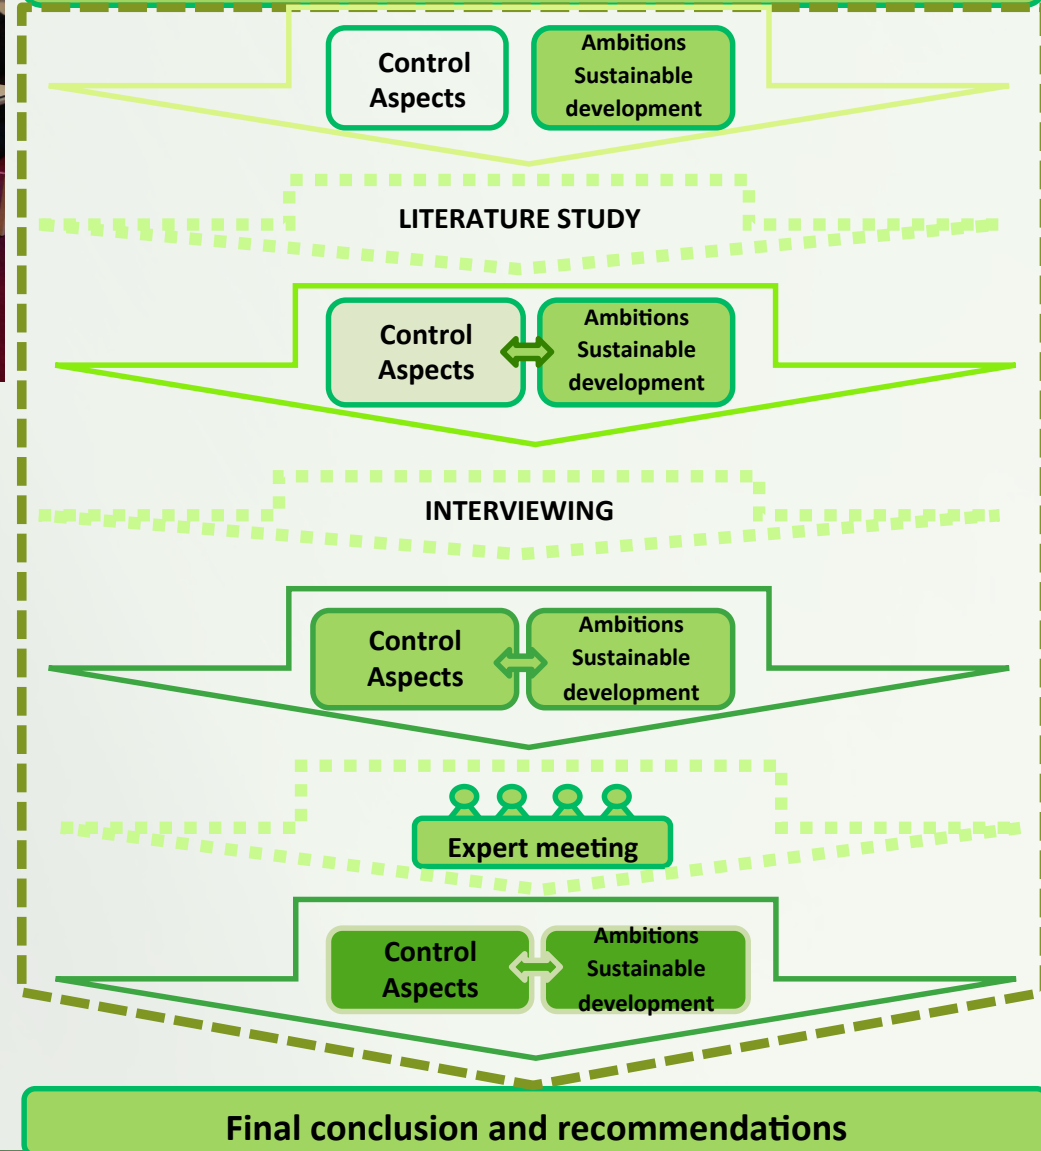 Control
Aspects
Ambitions
Sustainable
development
LITERATURE STUDY
Control
Aspects
Ambitions
Sustainable
development
INTERVIEWING
Control
Aspects
Ambitions
Sustainable
development
Expert meeting
Control
Aspects
Ambitions
Sustainable
development
Final conclusion and recommendations